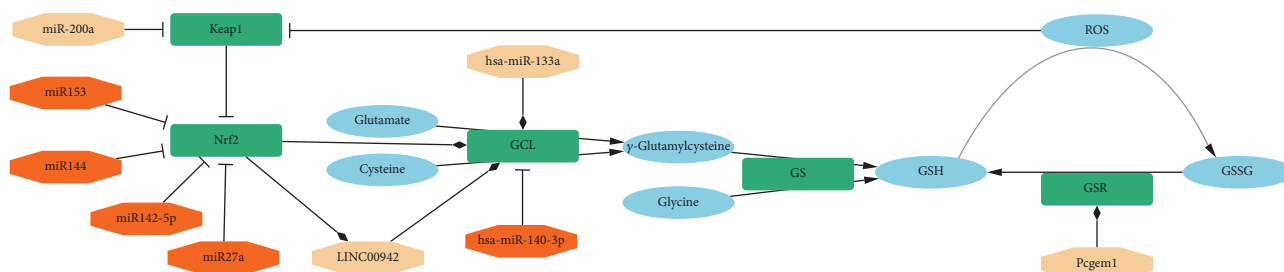 miR-200a
Keap1
ROS
hsa-miR-133a
miR153
Glutamate
Nrf2
GCL
γ-Glutamylcysteine
miR144
Cysteine
GS
GSH
GSSG
GSR
Glycine
miR142-5p
hsa-miR-140-3p
miR27a
LINC00942
Pcgem1